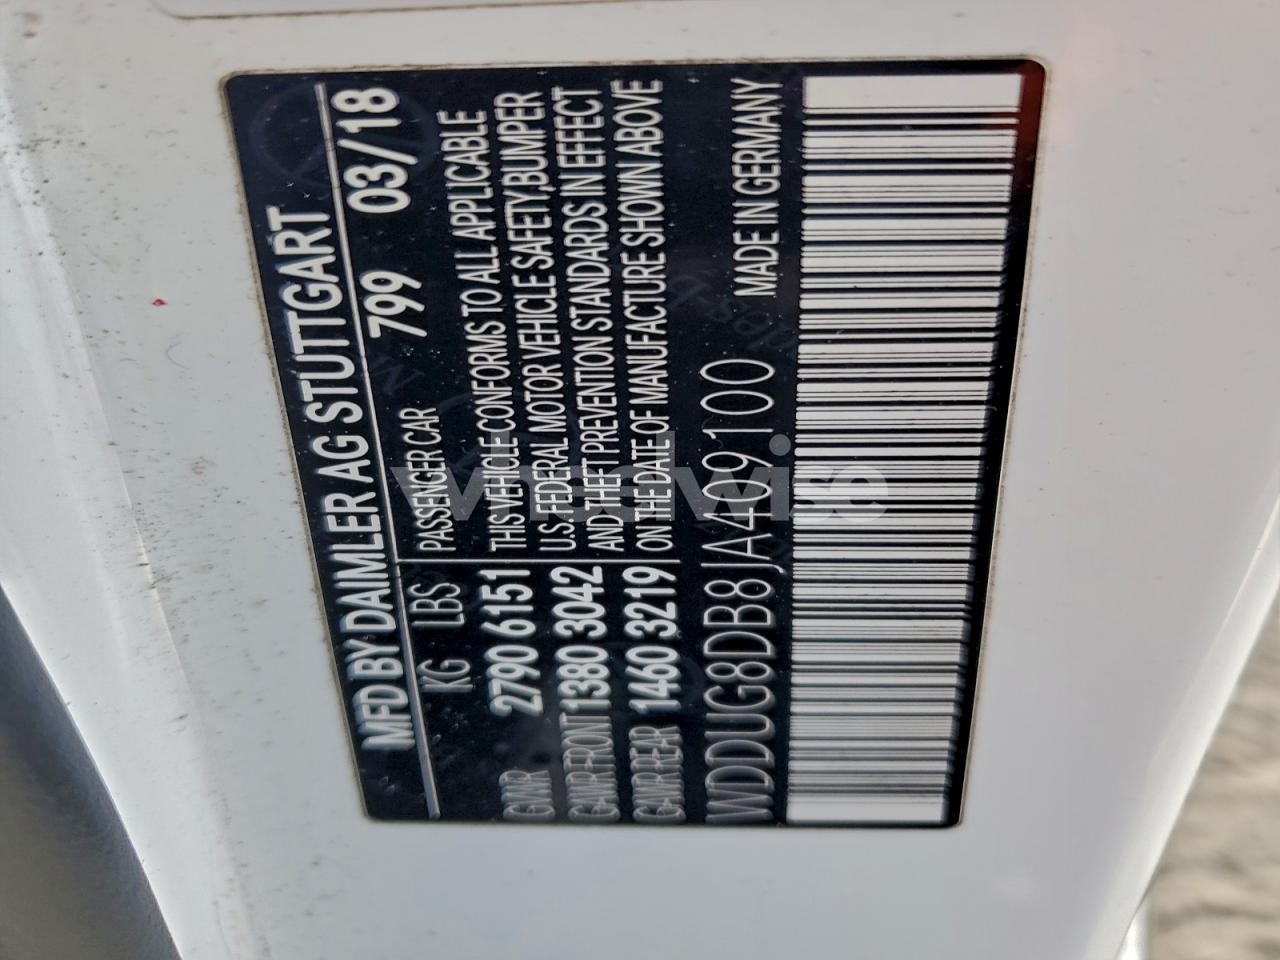 MFD BY DAIMLER AG STUTTGART
799 03/18
KG LBS PASSENGER CAR
GVWR 2790 6151
GAWR FRONT 1380 3042
GAWR REAR 1460 3219
THIS VEHICLE CONFORMS TO ALL APPLICABLE
U.S. FEDERAL MOTOR VEHICLE SAFETY,BUMPER
AND THEFT PREVENTION STANDARDS IN EFFECT
ON THE DATE OF MANUFACTURE SHOWN ABOVE
WDDUG8DB8JA409100 MADE IN GERMANY
wheelwise